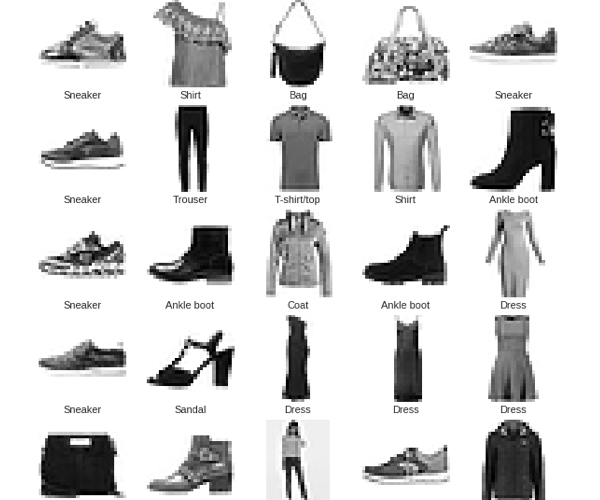 Sneaker
Shirt
Bag
Bag
Sneaker
Sneaker
Trouser
T-shirt/top
Shirt
Ankle boot
Sneaker
Ankle boot
Coat
Ankle boot
Dress
Sneaker
Sandal
Dress
Dress
Dress